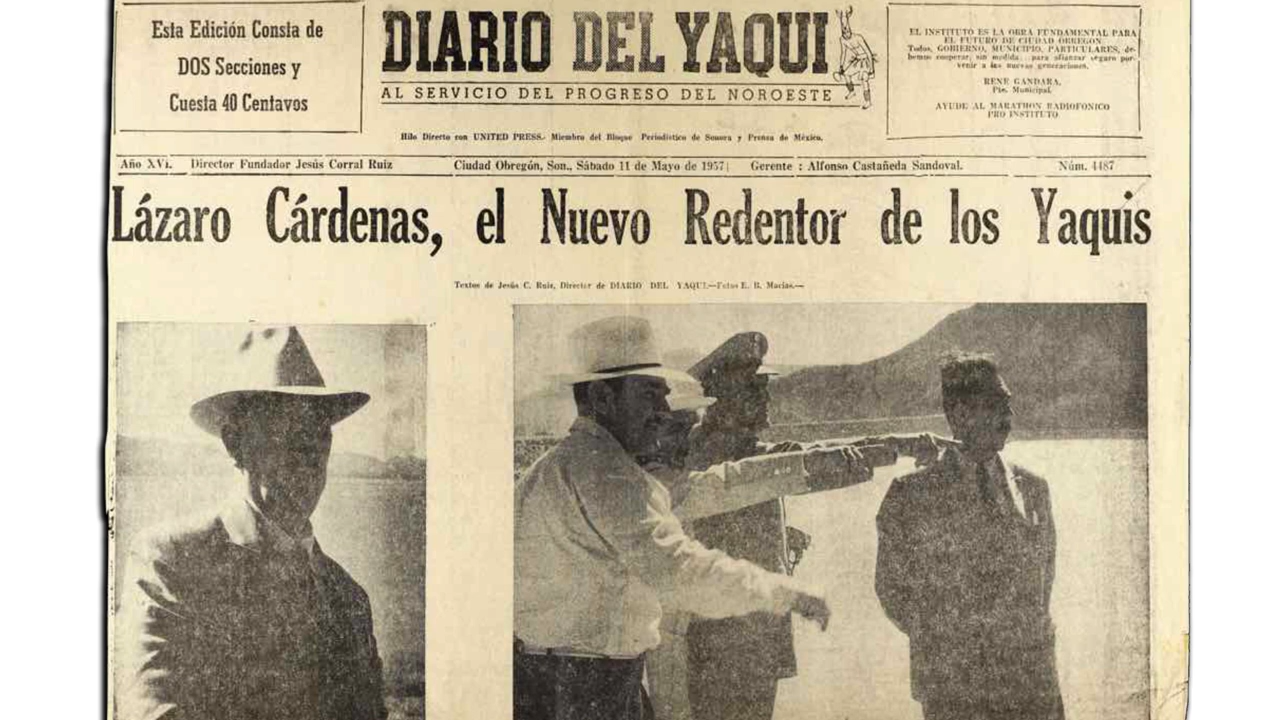 Esta Edición Consta de
DOS Secciones y
Cuesta 40 Centavos
DIARIO DEL YAQUI
AL SERVICIO DEL PROGRESO DEL NOROESTE
Hilo Directo con UNITED PRESS.- Miembro del Bloque Periodístico de Sonora y Prensa de México.
EL INSTITUTO ES LA OBRA FUNDAMENTAL PARA
EL FUTURO DE CIUDAD OBREGON
Todos, GOBIERNO, MUNICIPIO, PARTICULARES, de-
bemos cooperar, sin medida para afianzar seguro por-
venir a las nuevas generaciones.
RENE GANDARA,
Pte. Municipal.
AYUDE AL MARATHON RADIOFONICO
PRO INSTITUTO
Año XVI. Director Fundador Jesús Corral Ruiz Ciudad Obregón, Son., Sábado 11 de Mayo de 1957 Gerente : Alfonso Castañeda Sandoval. Núm. 4487
Lázaro Cárdenas, el Nuevo Redentor de los Yaquis
Textos de Jesús C. Ruiz, Director de DIARIO DEL YAQUI.—Fotos E. B. Macías.—